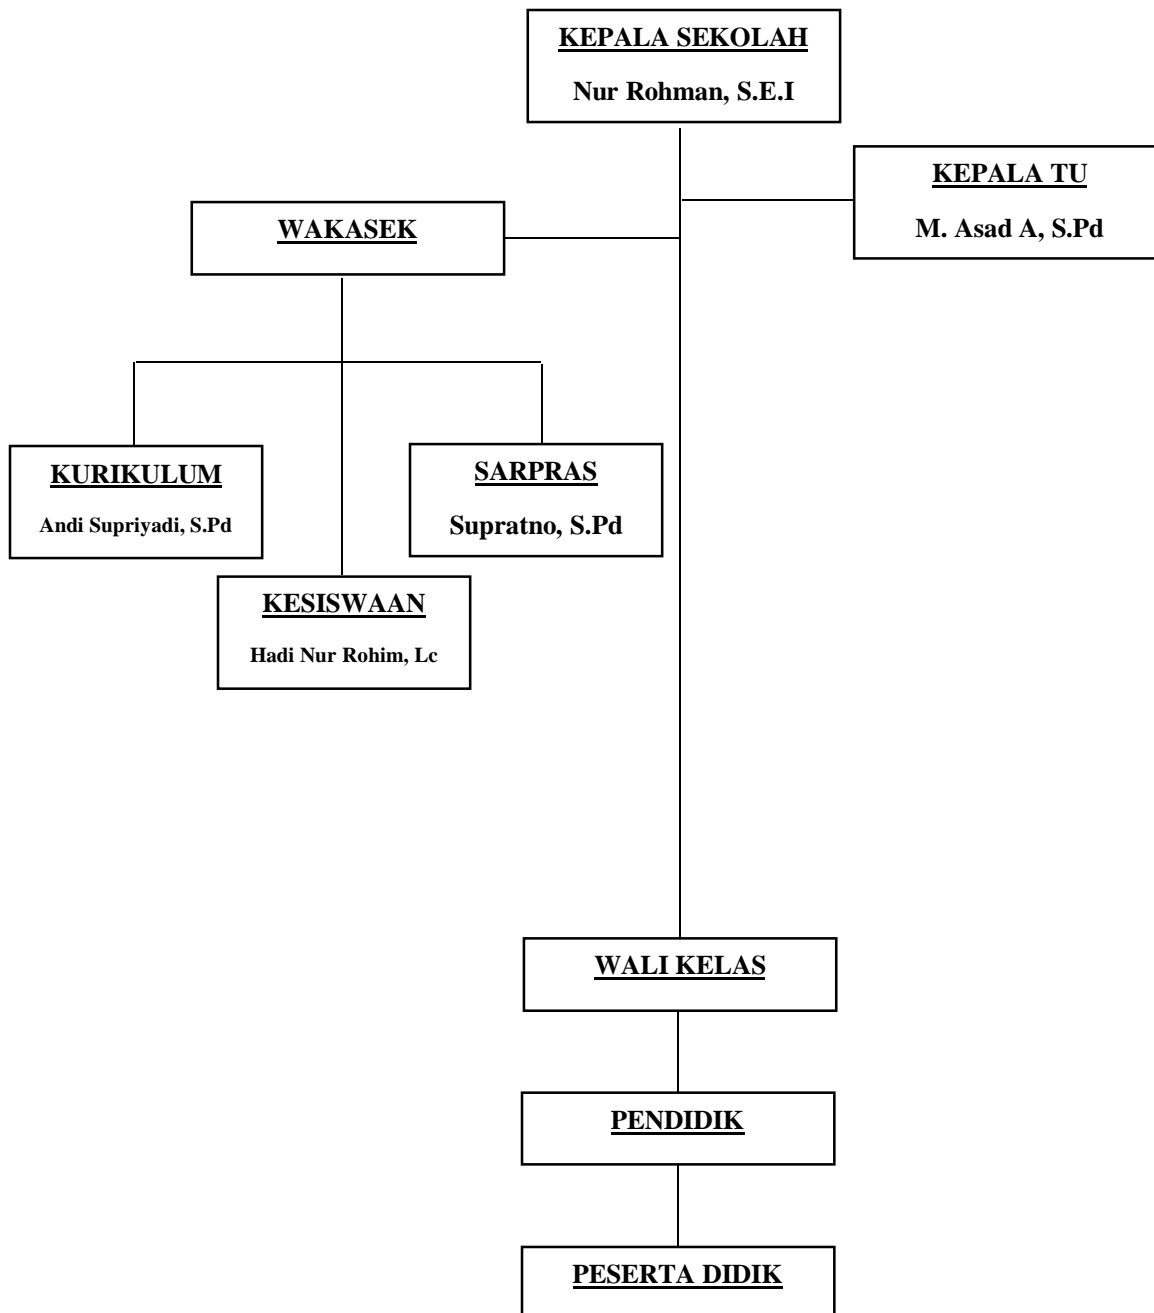 KEPALA SEKOLAH
Nur Rohman, S.E.I
KEPALA TU
M. Asad A, S.Pd
WAKASEK
KURIKULUM
Andi Supriyadi, S.Pd
SARPRAS
Supratno, S.Pd
KESISWAAN
Hadi Nur Rohim, Lc
WALI KELAS
PENDIDIK
PESERTA DIDIK